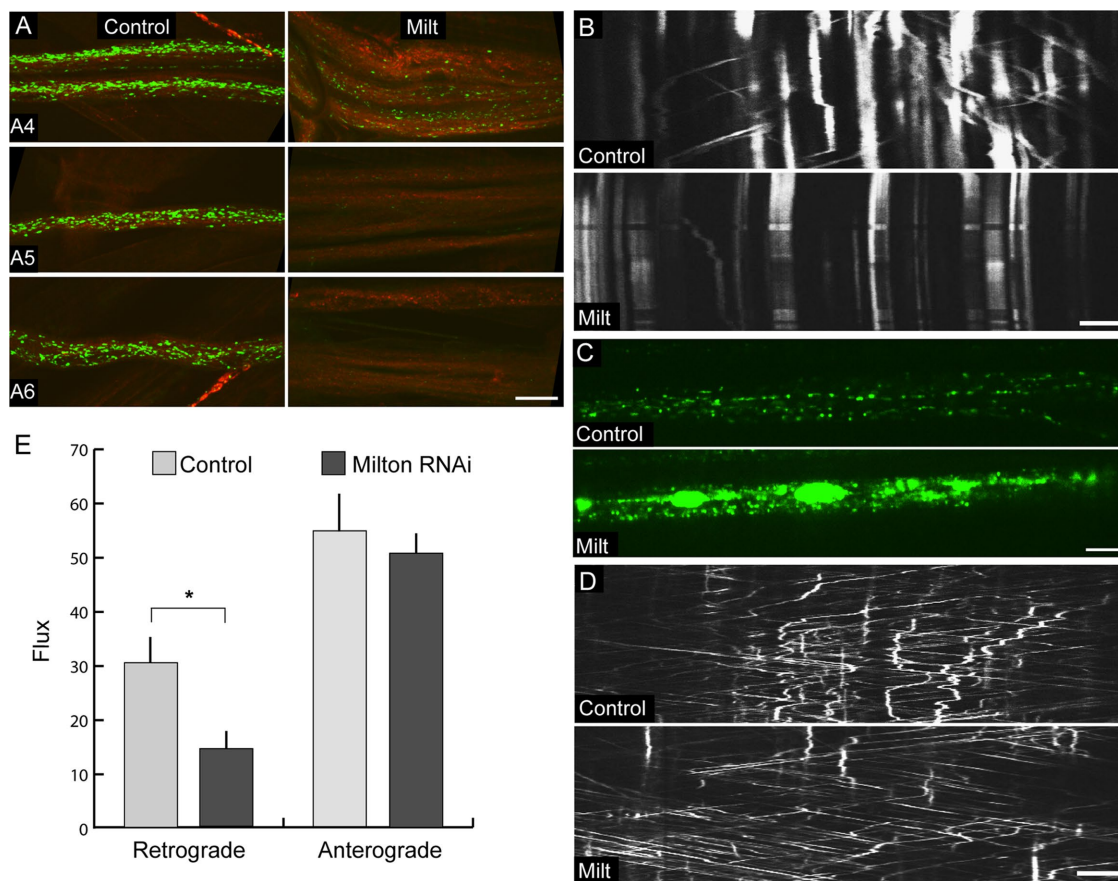 A
Control
Milt
A4
A5
A6
B
Control
Milt
C
Control
Milt
D
Control
Milt
E
70
60
50
40
30
20
10
0
Flux
Control
Milton RNAi
*
Retrograde
Anterograde